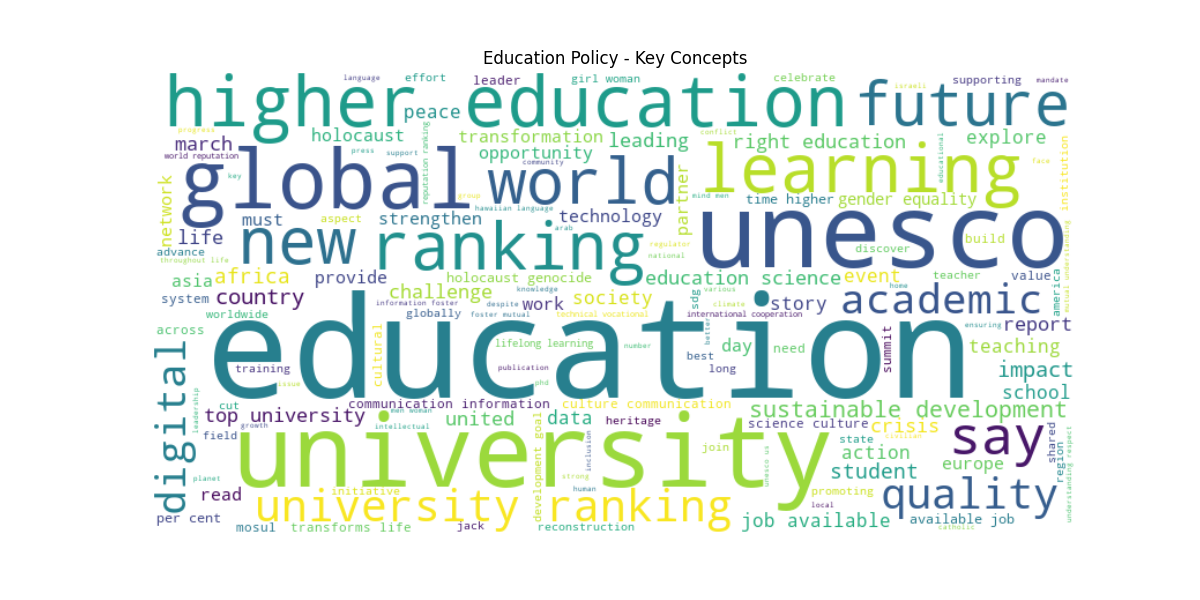 Education Policy - Key Concepts
language effort leader girl woman celebrate israeli supporting mandate
higher education future
peace
progress march holocaust transformation leading conflict right education explore
world reputation press support reputation ranking opportunity community educational face institution
global world learning
key group mind men time higher gender equality
network must aspect strengthen hawaiian language technology partner
life new ranking arab unesco build
advance regulator national discover mutual understanding
throughout life
asia africa provide holocaust genocide education science event teacher value america
system country challenge knowledge society sdg various home story academic
information foster despite work climate
worldwide globally foster mutual technical vocational international cooperation ensuring report
across education
cultural lifelong learning number better day need summit teaching
training publication best long impact
digital issue phd school
leadership cut communication information culture communication sustainable development
top university men woman united data heritage science culture crisis say shared
field growth intellectual civilian
university development goal inclusion join unesco us state action europe region understanding respect
planet strong student
read initiative human promoting quality
university ranking local
per cent mosul transforms life jack reconstruction job available available job
catholic